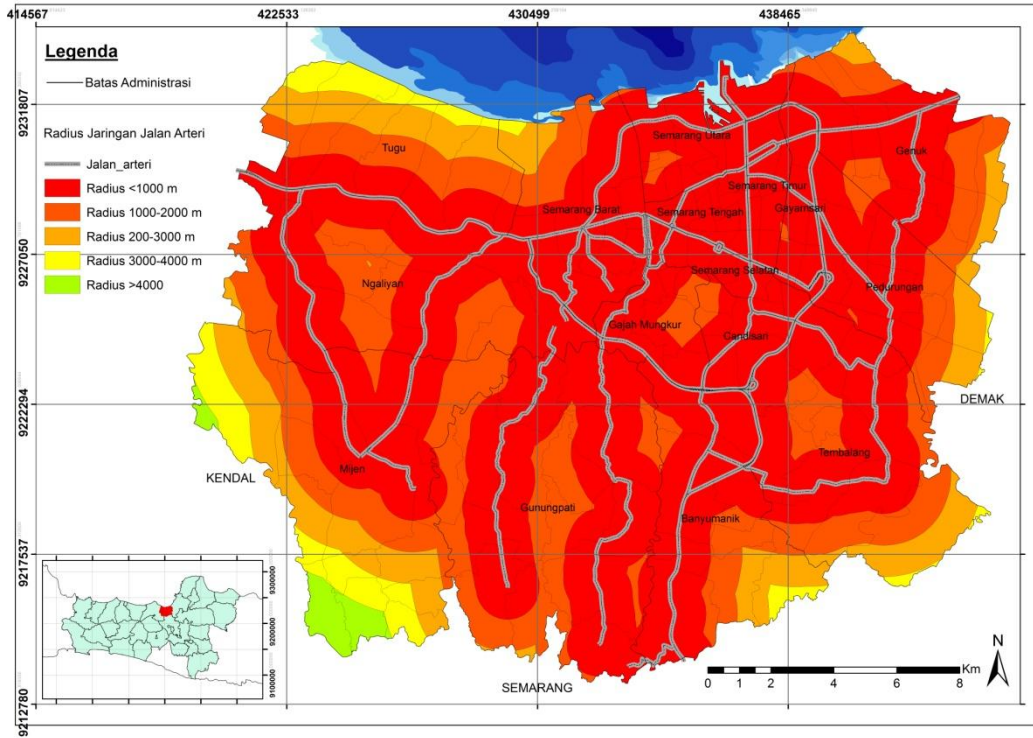 414567
422533
430499
438465
Legenda
Batas Administrasi
Radius Jaringan Jalan Arteri
Jalan_arteri
Radius <1000 m
Radius 1000-2000 m
Radius 200-3000 m
Radius 3000-4000 m
Radius >4000
9231807
9227050
9222294
9217537
9212780
Tugu
Semarang Utara
Genuk
Semarang Timur
Semarang Barat
Semarang Tengah
Gayamsari
Semarang Selatan
Ngaliyan
Pedurungan
Gajah Mungkur
Candisari
DEMAK
Tembalang
KENDAL
Mijen
Gunungpati
Banyumanik
SEMARANG
9300000
9200000
9100000
N
Km
0 1 2 4 6 8